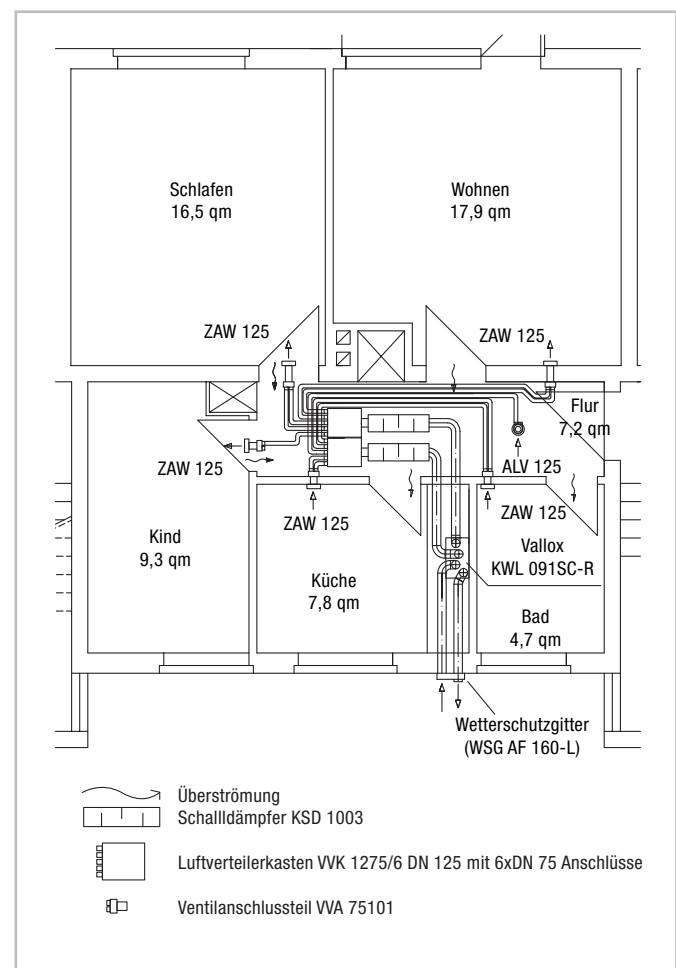 Schlafen
16,5 qm
Wohnen
17,9 qm
ZAW 125
ZAW 125
Flur
7,2 qm
ZAW 125
ALV 125
ZAW 125
ZAW 125
Kind
9,3 qm
Küche
7,8 qm
Vallox
KWL 091SC-R
Bad
4,7 qm
Wetterschutzgitter
(WSG AF 160-L)
Überströmung
Schallldämpfer KSD 1003
Luftverteilerkasten VVK 1275/6 DN 125 mit 6xDN 75 Anschlüsse
Ventilanschlussteil VVA 75101